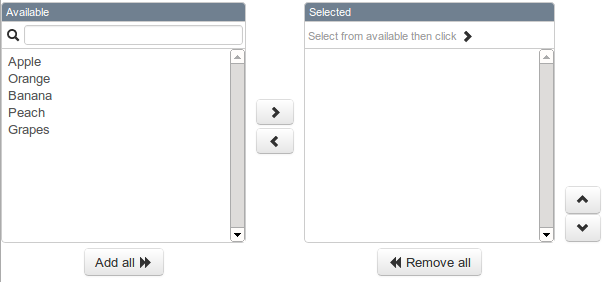 Available
Selected
Select from available then click
Apple
Orange
Banana
Peach
Grapes
Add all
Remove all